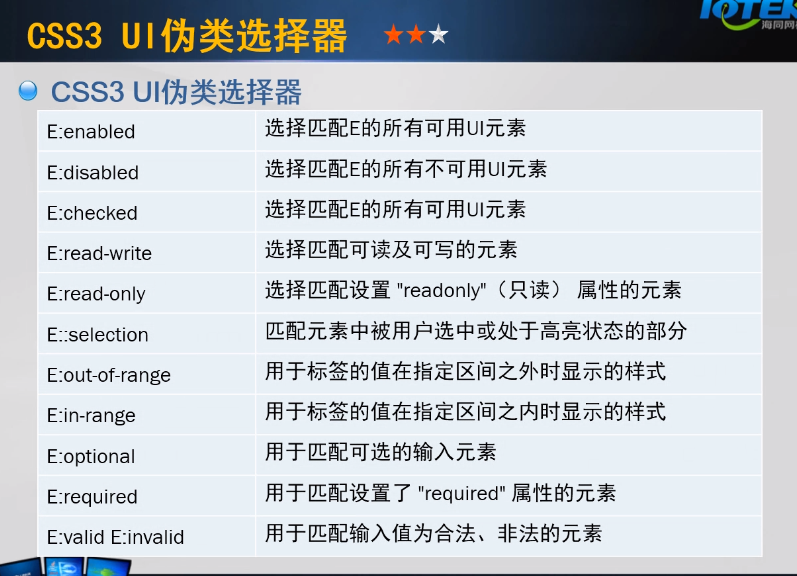 CSS3 UI伪类选择器
IOTEK
海同网校
CSS3 UI伪类选择器
E:enabled 选择匹配E的所有可用UI元素
E:disabled 选择匹配E的所有不可用UI元素
E:checked 选择匹配E的所有可用UI元素
E:read-write 选择匹配可读及可写的元素
E:read-only 选择匹配设置 "readonly"（只读） 属性的元素
E::selection 匹配元素中被用户选中或处于高亮状态的部分
E:out-of-range 用于标签的值在指定区间之外时显示的样式
E:in-range 用于标签的值在指定区间之内时显示的样式
E:optional 用于匹配可选的输入元素
E:required 用于匹配设置了 "required" 属性的元素
E:valid E:invalid 用于匹配输入值为合法、非法的元素